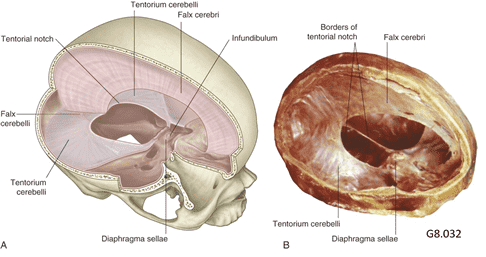 Tentorium cerebelli
Falx cerebri
Tentorial notch
Infundibulum
Falx
cerebelli
Tentorium
cerebelli
Diaphragma sellae
A
Borders of
tentorial notch
Falx cerebri
Tentorium cerebelli
Diaphragma sellae
B
G8.032